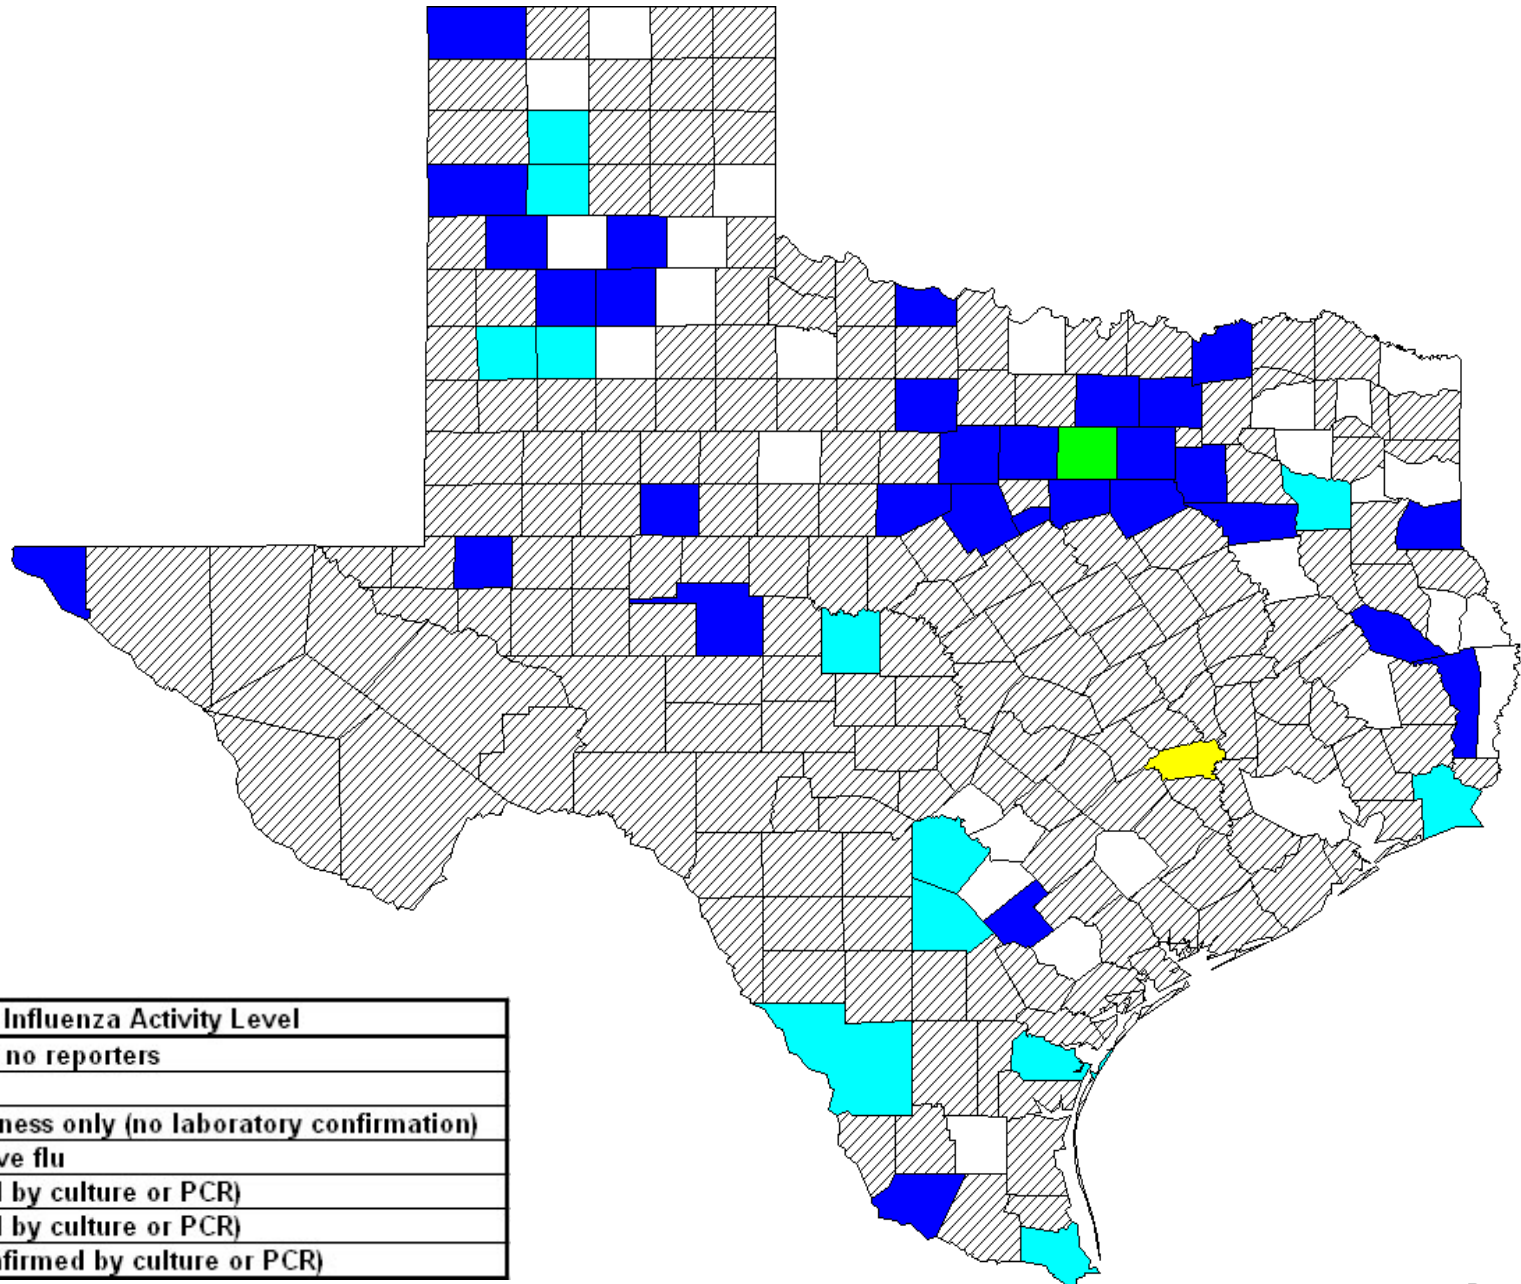 Influenza Activity Level
no reporters
ness only (no laboratory confirmation)
ve flu
l by culture or PCR)
l by culture or PCR)
firmed by culture or PCR)